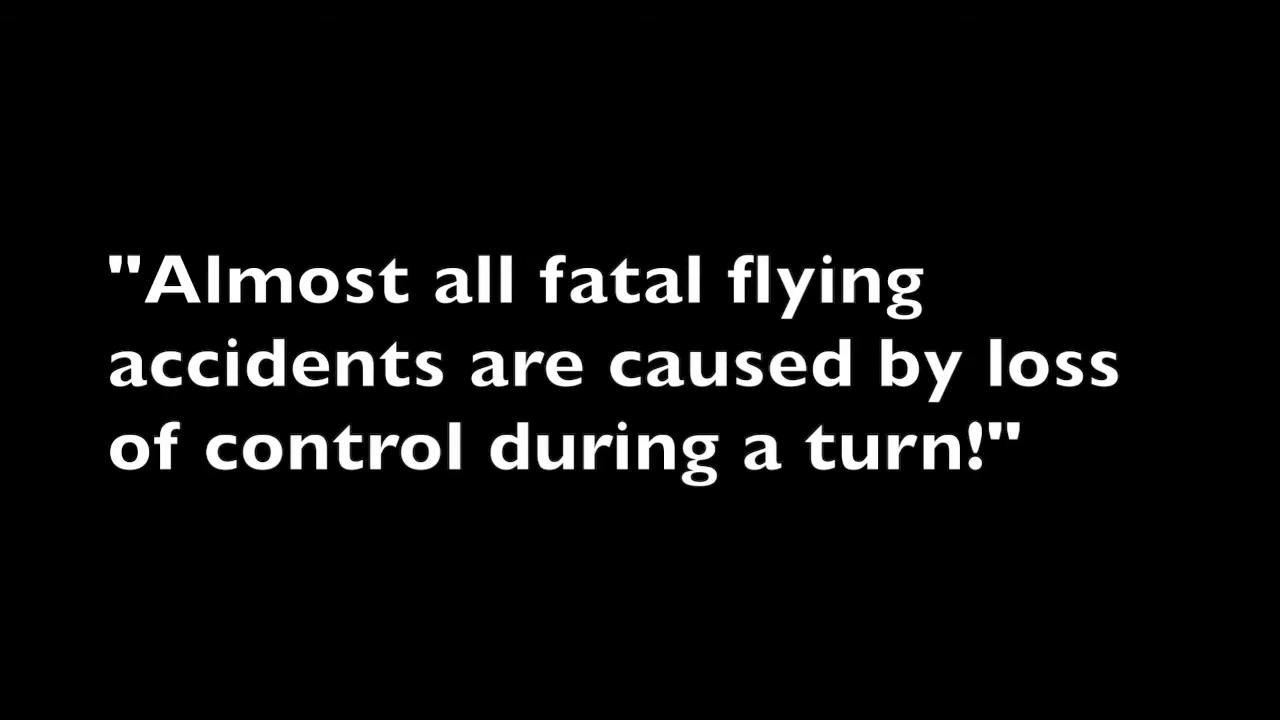 "Almost all fatal flying
accidents are caused by loss
of control during a turn!"